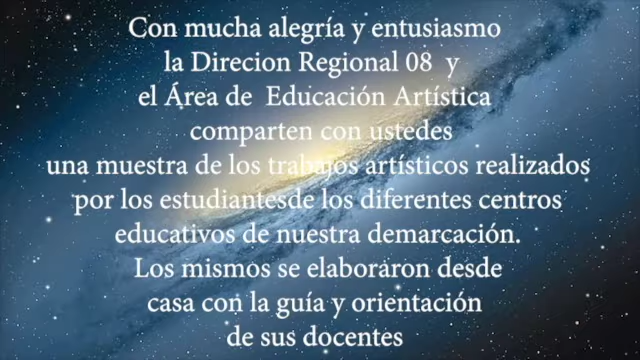 Con mucha alegría y entusiasmo
la Direcion Regional 08 y
el Área de Educación Artística
comparten con ustedes
una muestra de los trabajos artísticos realizados
por los estudiantesde los diferentes centros
educativos de nuestra demarcación.
Los mismos se elaboraron desde
casa con la guía y orientación
de sus docentes